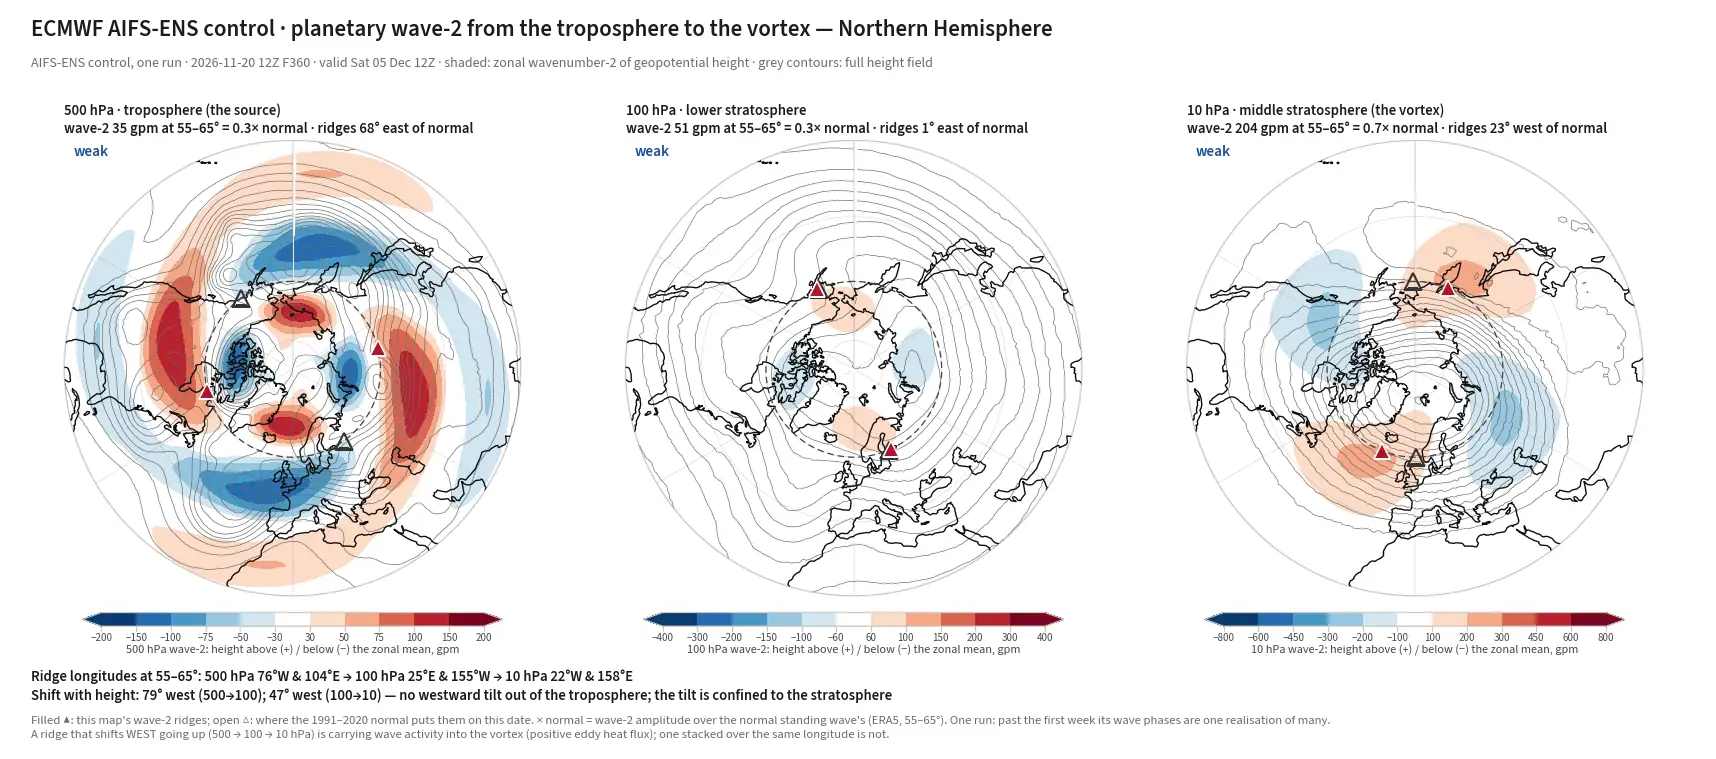 ECMWF AIFS-ENS control · planetary wave-2 from the troposphere to the vortex — Northern Hemisphere
AIFS-ENS control, one run · 2026-11-20 12Z F360 · valid Sat 05 Dec 12Z · shaded: zonal wavenumber-2 of geopotential height · grey contours: full height field
500 hPa · troposphere (the source)
wave-2 35 gpm at 55–65° = 0.3× normal · ridges 68° east of normal
weak
100 hPa · lower stratosphere
wave-2 51 gpm at 55–65° = 0.3× normal · ridges 1° east of normal
weak
10 hPa · middle stratosphere (the vortex)
wave-2 204 gpm at 55–65° = 0.7× normal · ridges 23° west of normal
weak
−200 −150 −100 −75 −50 −30 30 50 75 100 150 200
500 hPa wave-2: height above (+) / below (−) the zonal mean, gpm
−400 −300 −200 −150 −100 −60 60 100 150 200 300 400
100 hPa wave-2: height above (+) / below (−) the zonal mean, gpm
−800 −600 −450 −300 −200 −100 100 200 300 450 600 800
10 hPa wave-2: height above (+) / below (−) the zonal mean, gpm
Ridge longitudes at 55–65°: 500 hPa 76°W & 104°E → 100 hPa 25°E & 155°W → 10 hPa 22°W & 158°E
Shift with height: 79° west (500→100); 47° west (100→10) — no westward tilt out of the troposphere; the tilt is confined to the stratosphere
Filled ▲: this map's wave-2 ridges; open △: where the 1991–2020 normal puts them on this date. × normal = wave-2 amplitude over the normal standing wave's (ERA5, 55–65°). One run: past the first week its wave phases are one realisation of many.
A ridge that shifts WEST going up (500 → 100 → 10 hPa) is carrying wave activity into the vortex (positive eddy heat flux); one stacked over the same longitude is not.